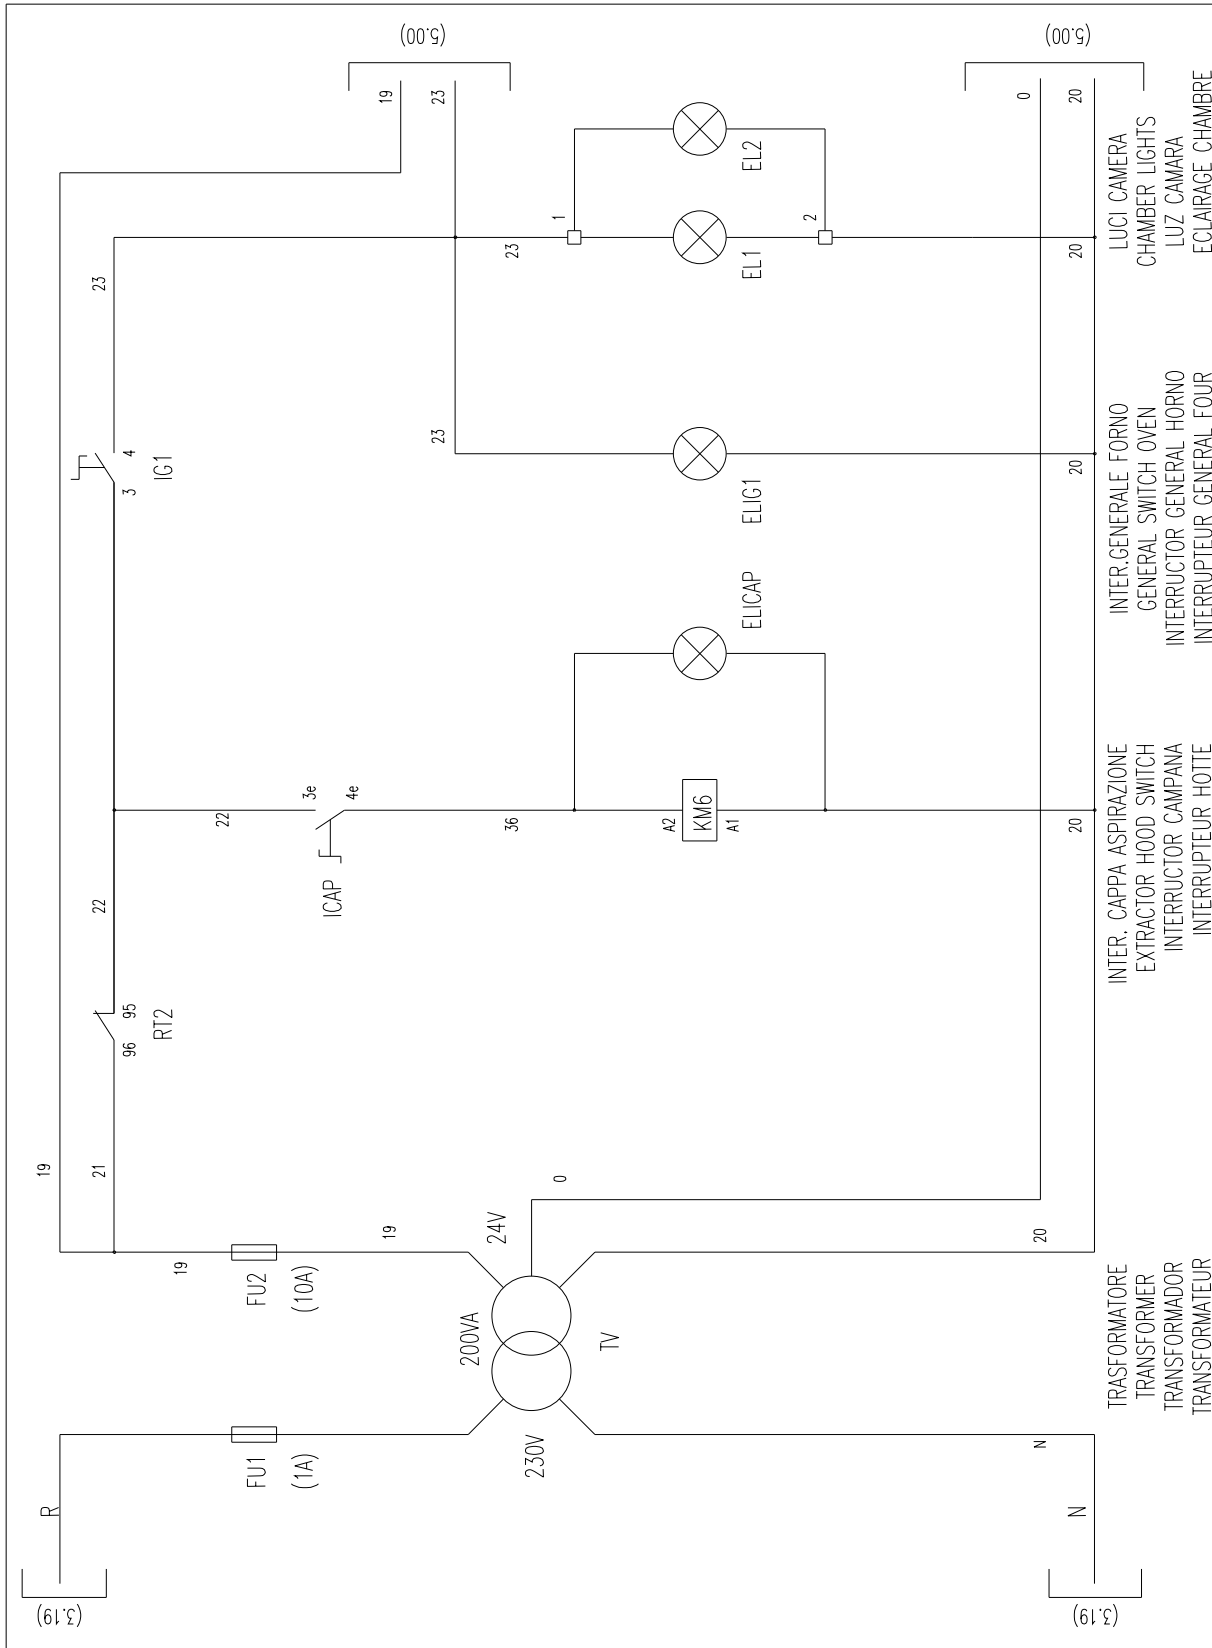 (3.19)
R
FU1
(1A)
230V
200VA
TV
24V
N
N
(3.19)
TRASFORMATORE
TRANSFORMER
TRANSFORMADOR
TRANSFORMATEUR
19
19
FU2
(10A)
19
21
0
20
96
95
RT2
22
22
3e
4e
ICAP
36
A2
KM6
A1
ELICAP
20
INTER. CAPPA ASPIRAZIONE
EXTRACTOR HOOD SWITCH
INTERRUCTOR CAMPANA
INTERRUPTEUR HOTTE
3
4
IG1
23
23
ELIG1
20
INTER.GENERALE FORNO
GENERAL SWITCH OVEN
INTERRUCTOR GENERAL HORNO
INTERRUPTEUR GENERAL FOUR
23
1
EL1
EL2
2
20
LUCI CAMERA
CHAMBER LIGHTS
LUZ CAMARA
ECLAIRAGE CHAMBRE
19
23
(5.00)
0
20
(5.00)